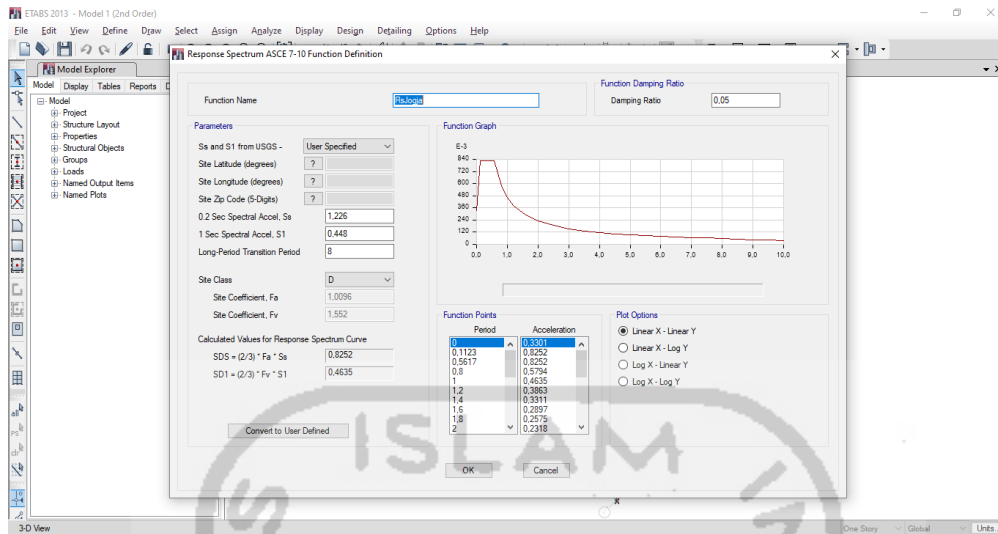 ETABS 2013 - Model 1 (2nd Order)
File Edit View Define Draw Select Assign Analyze Display Design Detailing Options Help
Model Explorer
Model Display Tables Reports
Model
Project
Structure Layout
Properties
Structural Objects
Groups
Loads
Named Output Items
Named Plots
Response Spectrum ASCE 7-10 Function Definition
Function Name RsJogja
Function Damping Ratio
Damping Ratio 0,05
Parameters
Ss and S1 from USGS - User Specified
Site Latitude (degrees) ?
Site Longitude (degrees) ?
Site Zip Code (5-Digits) ?
0.2 Sec Spectral Accel, Ss 1,226
1 Sec Spectral Accel, S1 0,448
Long-Period Transition Period 8
Site Class D
Site Coefficient, Fa 1,0096
Site Coefficient, Fv 1,552
Calculated Values for Response Spectrum Curve
SDS = (2/3) * Fa * Ss 0,8252
SD1 = (2/3) * Fv * S1 0,4635
Convert to User Defined
Function Graph
E-3
840
720
600
480
360
240
120
0
0,0 1,0 2,0 3,0 4,0 5,0 6,0 7,0 8,0 9,0 10,0
Function Points
Period Acceleration
0 0,3301
0,1123 0,8252
0,5617 0,8252
0,8 0,5794
1 0,4635
1,2 0,3863
1,4 0,3311
1,6 0,2897
1,8 0,2575
2 0,2318
Plot Options
Linear X - Linear Y
Linear X - Log Y
Log X - Linear Y
Log X - Log Y
OK Cancel
ISLAM
all
PS
dr
X
3-D View One Story Global Units...